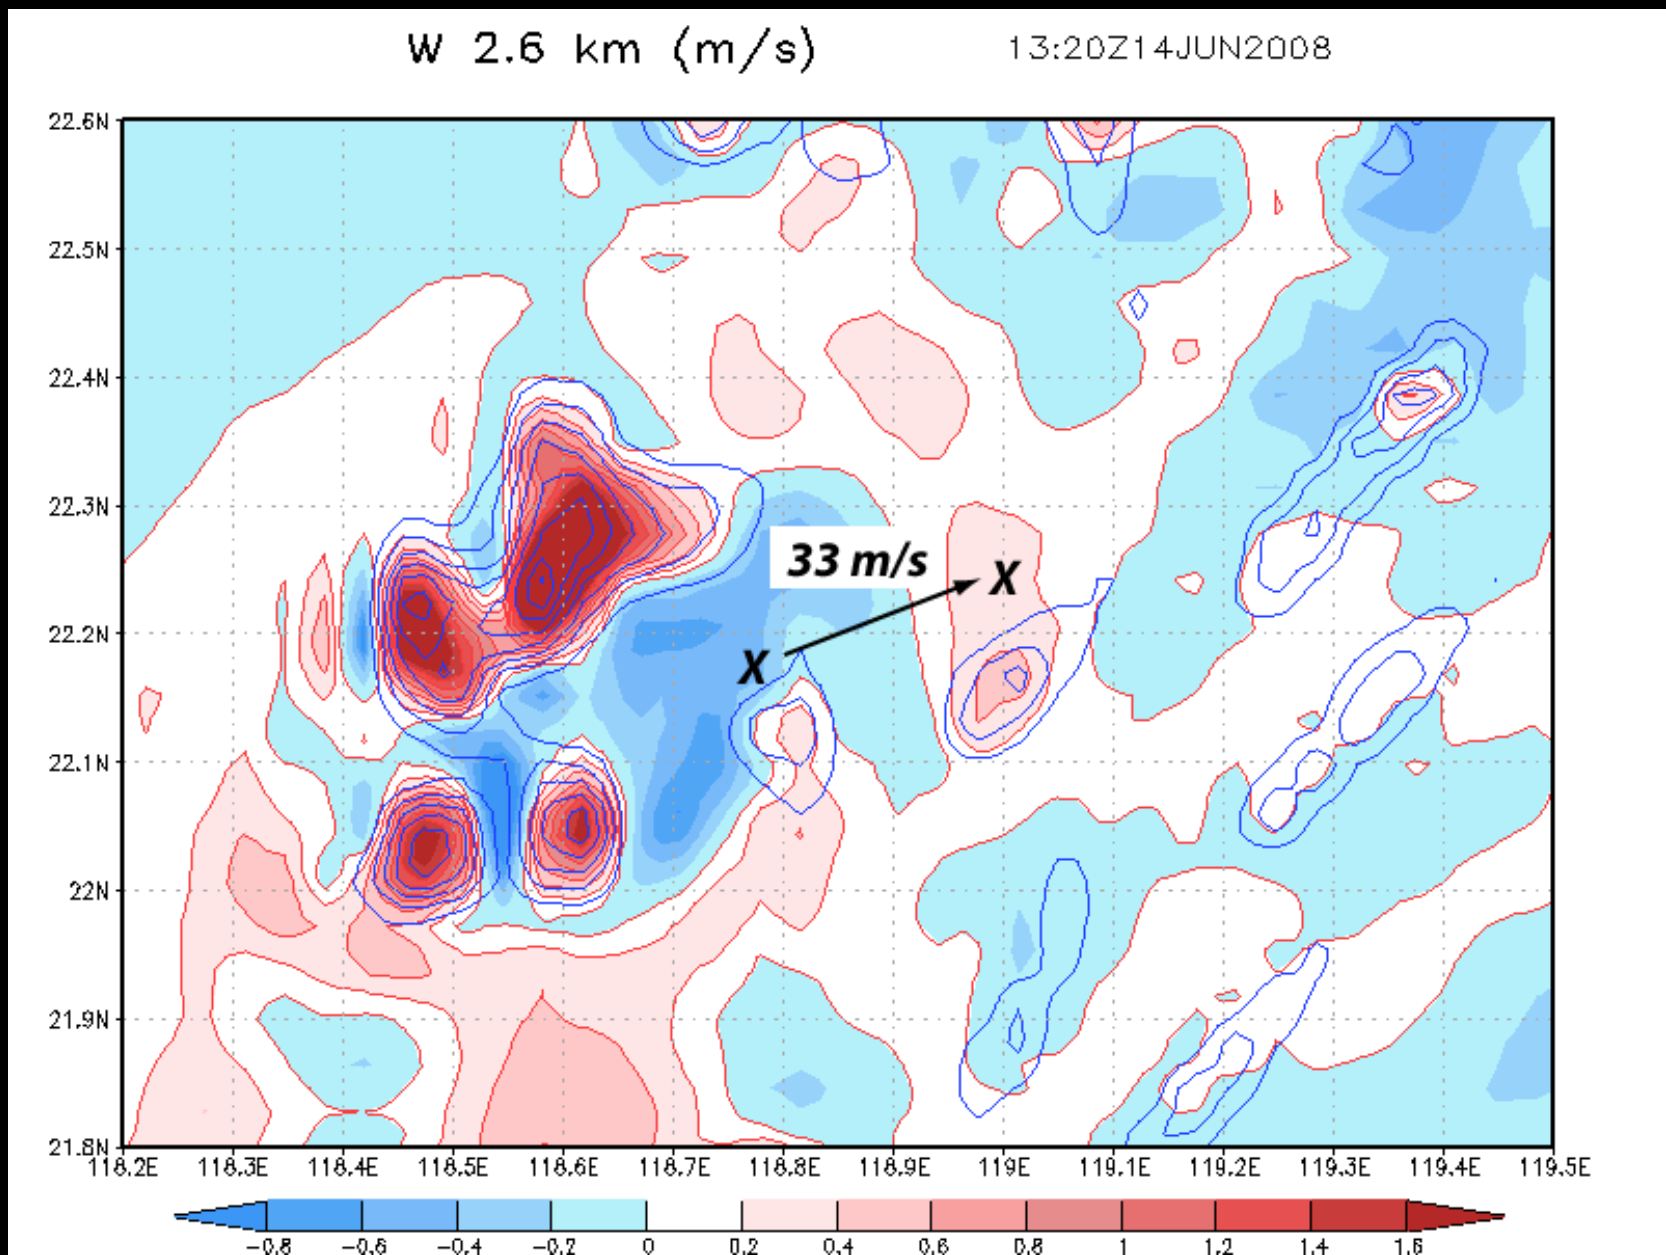 W 2.6 km (m/s)
13:20Z14JUN2008
22.6N
22.5N
22.4N
22.3N
22.2N
22.1N
22N
21.9N
21.8N
33 m/s
X
X
118.2E 118.3E 118.4E 118.5E 118.6E 118.7E 118.8E 118.9E 119E 119.1E 119.2E 119.3E 119.4E 119.5E
-0.8 -0.6 -0.4 -0.2 0 0.2 0.4 0.6 0.8 1 1.2 1.4 1.6